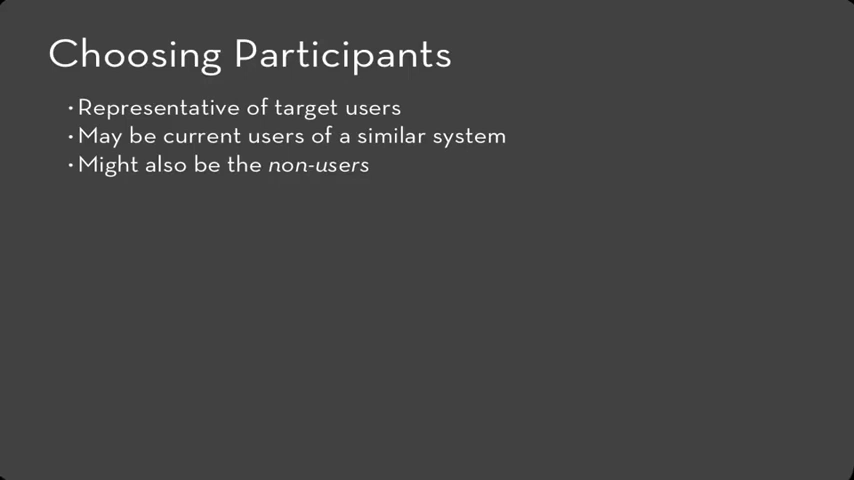 Choosing Participants
• Representative of target users
• May be current users of a similar system
• Might also be the non-users